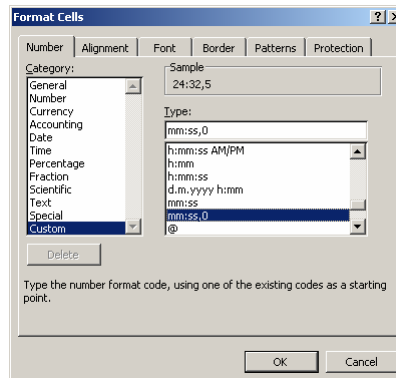 Format Cells ? x
Number Alignment Font Border Patterns Protection
Category:
General
Number
Currency
Accounting
Date
Time
Percentage
Fraction
Scientific
Text
Special
Custom
Sample
24:32,5
Type:
mm:ss,0
h:mm:ss AM/PM
h:mm
h:mm:ss
d.m.yyyy h:mm
mm:ss
mm:ss,0
@
Delete
Type the number format code, using one of the existing codes as a starting
point.
OK Cancel